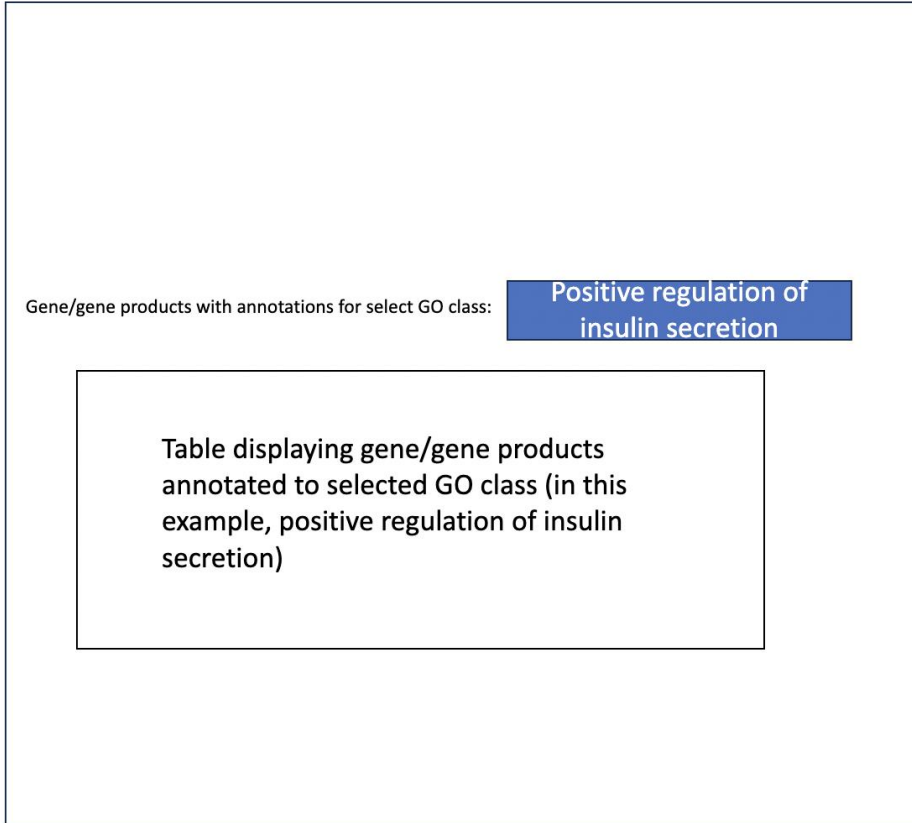 Gene/gene products with annotations for select GO class:
Positive regulation of
insulin secretion
Table displaying gene/gene products
annotated to selected GO class (in this
example, positive regulation of insulin
secretion)